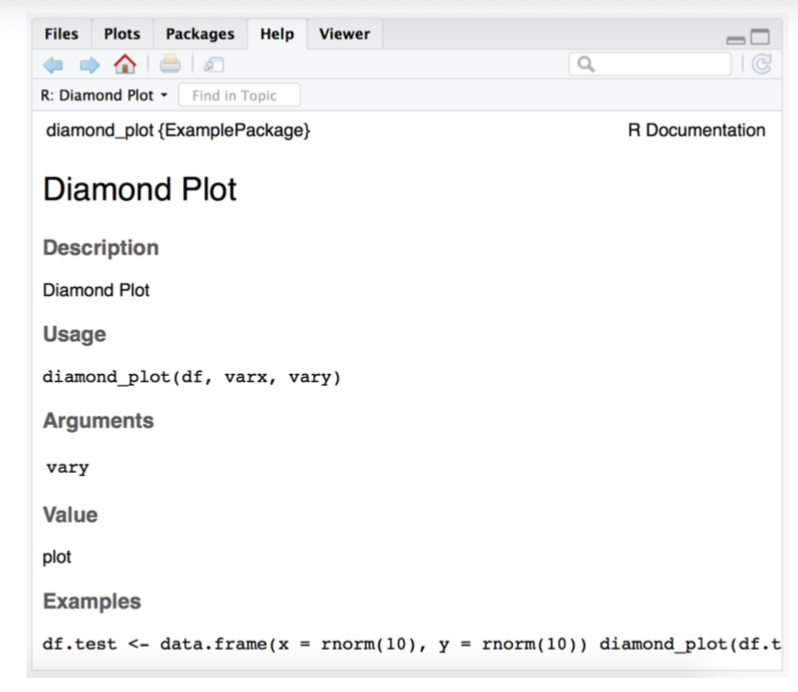 Files Plots Packages Help Viewer
R: Diamond Plot Find in Topic
diamond_plot {ExamplePackage} R Documentation
Diamond Plot
Description
Diamond Plot
Usage
diamond_plot(df, varx, vary)
Arguments
vary
Value
plot
Examples
df.test <- data.frame(x = rnorm(10), y = rnorm(10)) diamond_plot(df.t